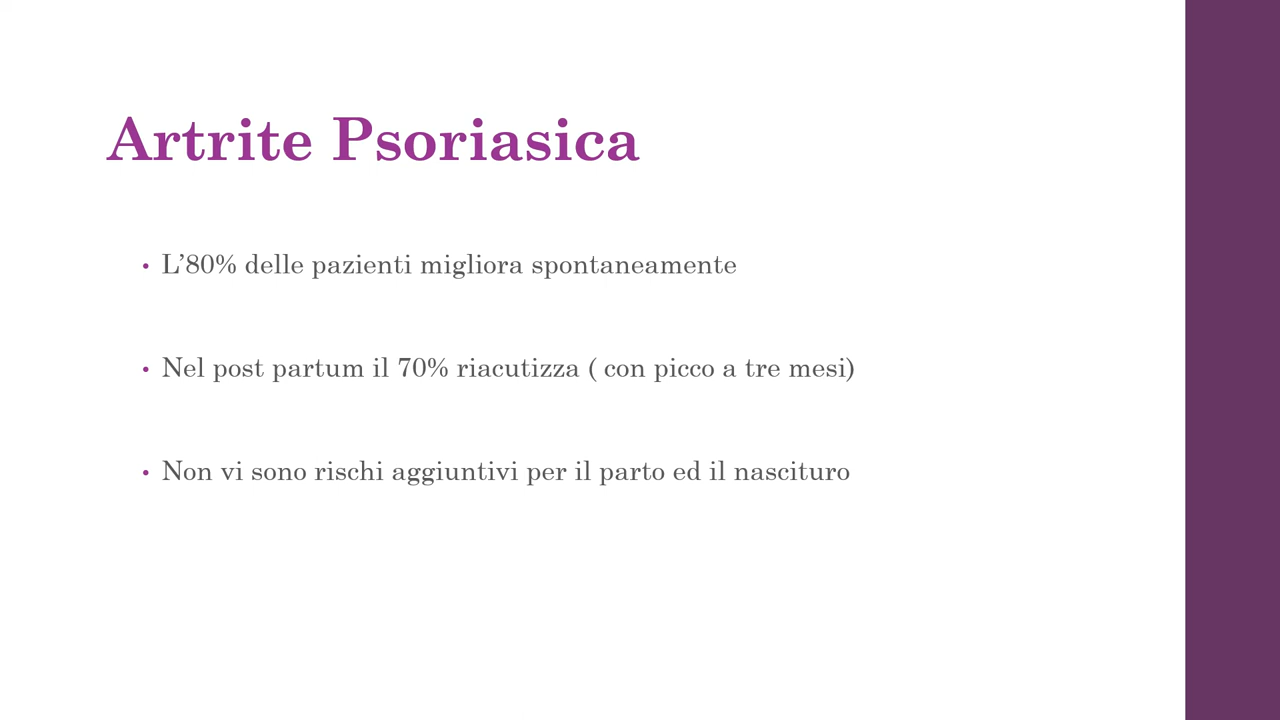 Artrite Psoriasica
• L’80% delle pazienti migliora spontaneamente
• Nel post partum il 70% riacutizza ( con picco a tre mesi)
• Non vi sono rischi aggiuntivi per il parto ed il nascituro